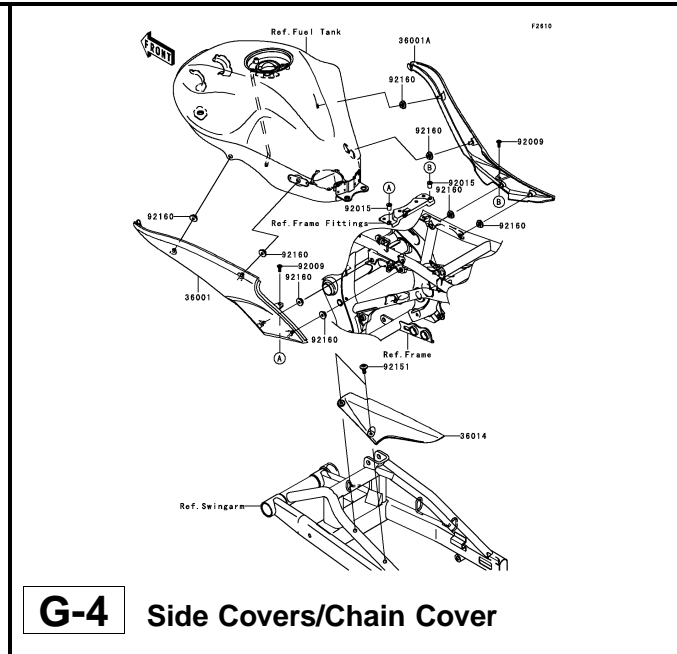 F2610
FRONT
Ref.Fuel Tank
36001A
92160
92160
92009
B
A
92015
92015
92160
B
92160
Ref.Frame Fittings
92160
92160
92009
92160
36001
92160
A
Ref.Frame
92151
36014
Ref.Swingarm
G-4 Side Covers/Chain Cover